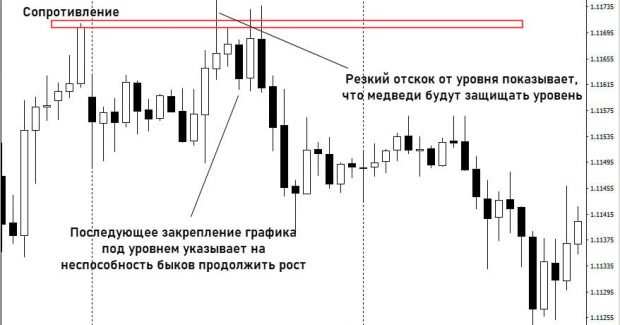 Сопротивление
1.11735
1.11695
Резкий отскок от уровня показывает,
что медведи будут защищать уровень
1.11655
1.11615
1.11575
1.11535
1.11495
1.11455
1.11415
Последующее закрепление графика
под уровнем указывает на
неспособность быков продолжить рост
1.11375
1.11335
1.11295
1.11255